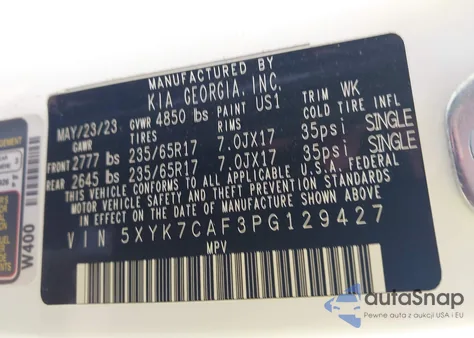 MANUFACTURED BY
KIA GEORGIA, INC.
MAY/23/23 GVWR 4850 lbs PAINT US1 TRIM WK
GAWR TIRES RIMS COLD TIRE INFL
FRONT 2777 lbs 235/65R17 7.0JX17 35psi SINGLE
REAR 2645 lbs 235/65R17 7.0JX17 35psi SINGLE
THIS VEHICLE CONFORMS TO ALL APPLICABLE U.S.A. FEDERAL
MOTOR VEHICLE SAFETY STANDARDS
IN EFFECT ON THE DATE OF MANUFACTURE SHOWN ABOVE.
VIN 5XYK7CAF3PG129427
MPV
W400
autoSnap
Pewne auta z aukcji USA i EU